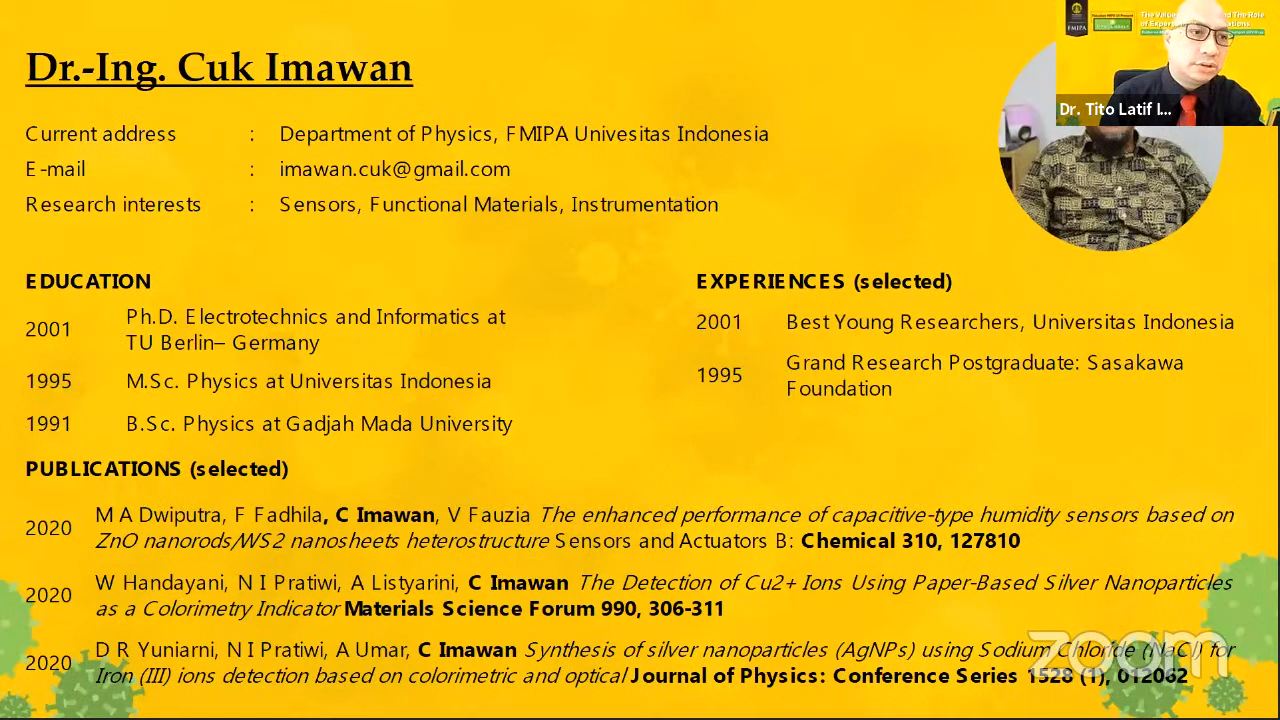 Dr.-Ing. Cuk Imawan
Current address : Department of Physics, FMIPA Univesitas Indonesia
E-mail : imawan.cuk@gmail.com
Research interests : Sensors, Functional Materials, Instrumentation
FMIPA
Dr. Tito Latif I...
EDUCATION
2001 Ph.D. Electrotechnics and Informatics at
TU Berlin– Germany
1995 M.Sc. Physics at Universitas Indonesia
1991 B.Sc. Physics at Gadjah Mada University
EXPERIENCES (selected)
2001 Best Young Researchers, Universitas Indonesia
1995 Grand Research Postgraduate: Sasakawa
Foundation
PUBLICATIONS (selected)
2020 M A Dwiputra, F Fadhila, C Imawan, V Fauzia The enhanced performance of capacitive-type humidity sensors based on
ZnO nanorods/WS2 nanosheets heterostructure Sensors and Actuators B: Chemical 310, 127810
2020 W Handayani, N I Pratiwi, A Listyarini, C Imawan The Detection of Cu2+ Ions Using Paper-Based Silver Nanoparticles
as a Colorimetry Indicator Materials Science Forum 990, 306-311
2020 D R Yuniarni, N I Pratiwi, A Umar, C Imawan Synthesis of silver nanoparticles (AgNPs) using Sodium Chloride (NaCl) for
Iron (III) ions detection based on colorimetric and optical Journal of Physics: Conference Series 1528 (1), 012062
zoom